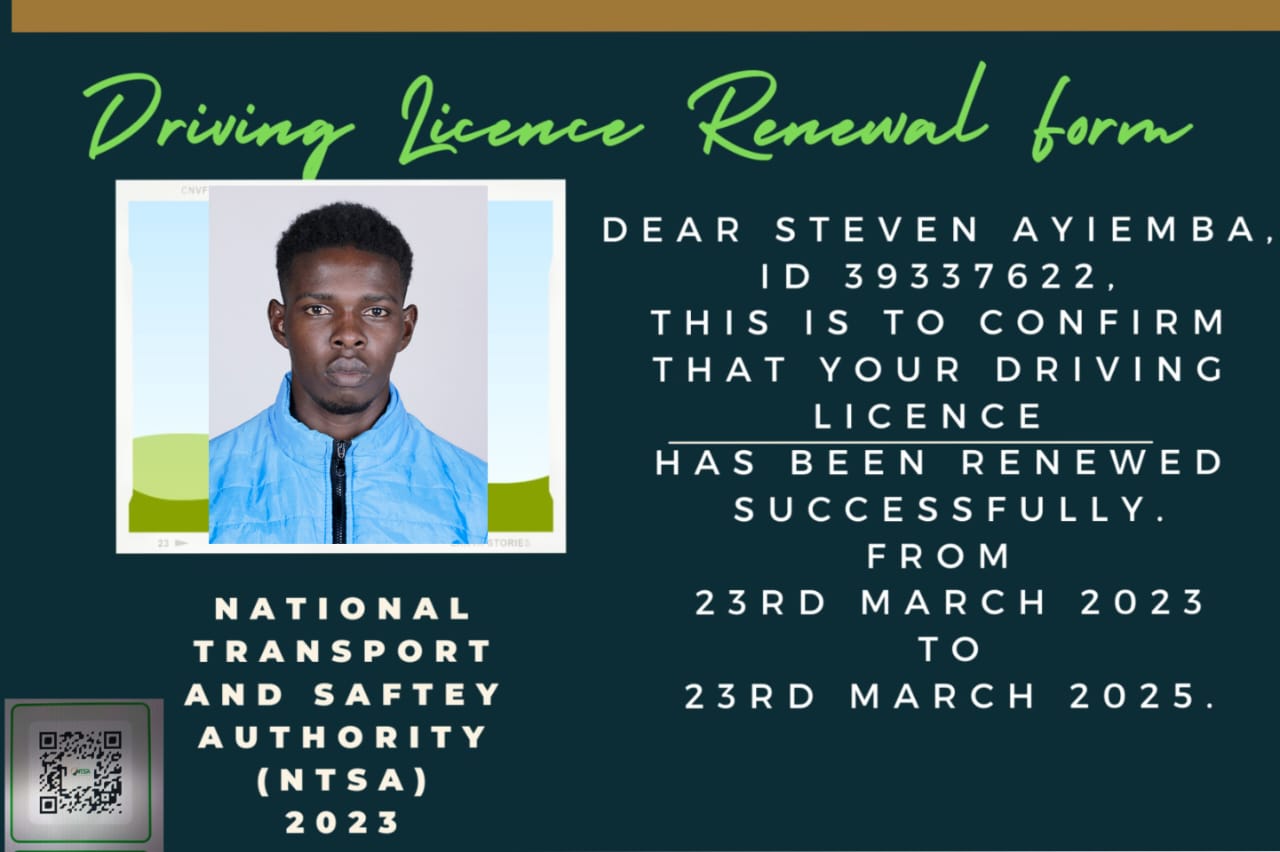 Driving Licence Renewal form
CNVF
23
STORIES
DEAR STEVEN AYIEMBA,
ID 39337622,
THIS IS TO CONFIRM
THAT YOUR DRIVING
LICENCE
HAS BEEN RENEWED
SUCCESSFULLY.
FROM
23RD MARCH 2023
TO
23RD MARCH 2025.
NATIONAL
TRANSPORT
AND SAFTEY
AUTHORITY
(NTSA)
2023
NTSA